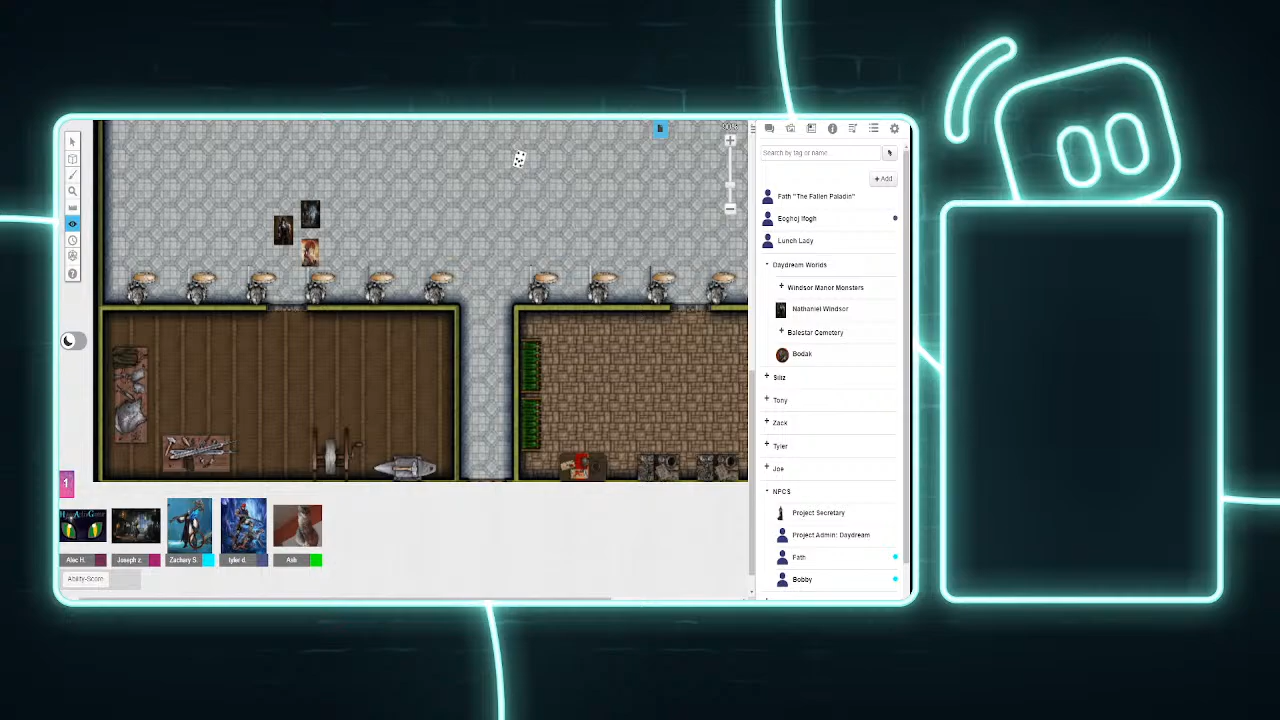 Search by tag or name
+ Add
Fath "The Fallen Paladin"
Eoghoj Ifogh
Lunch Lady
Daydream Worlds
Windsor Manor Monsters
Nathaniel Windsor
Balestar Cemetery
Bodak
Siliz
Tony
Zack
Tyler
Joe
NPCS
Project Secretary
Project Admin: Daydream
Fath
Bobby
Alec H.
Joseph z.
Zachary S.
tyler d.
Ash
Ability-Score